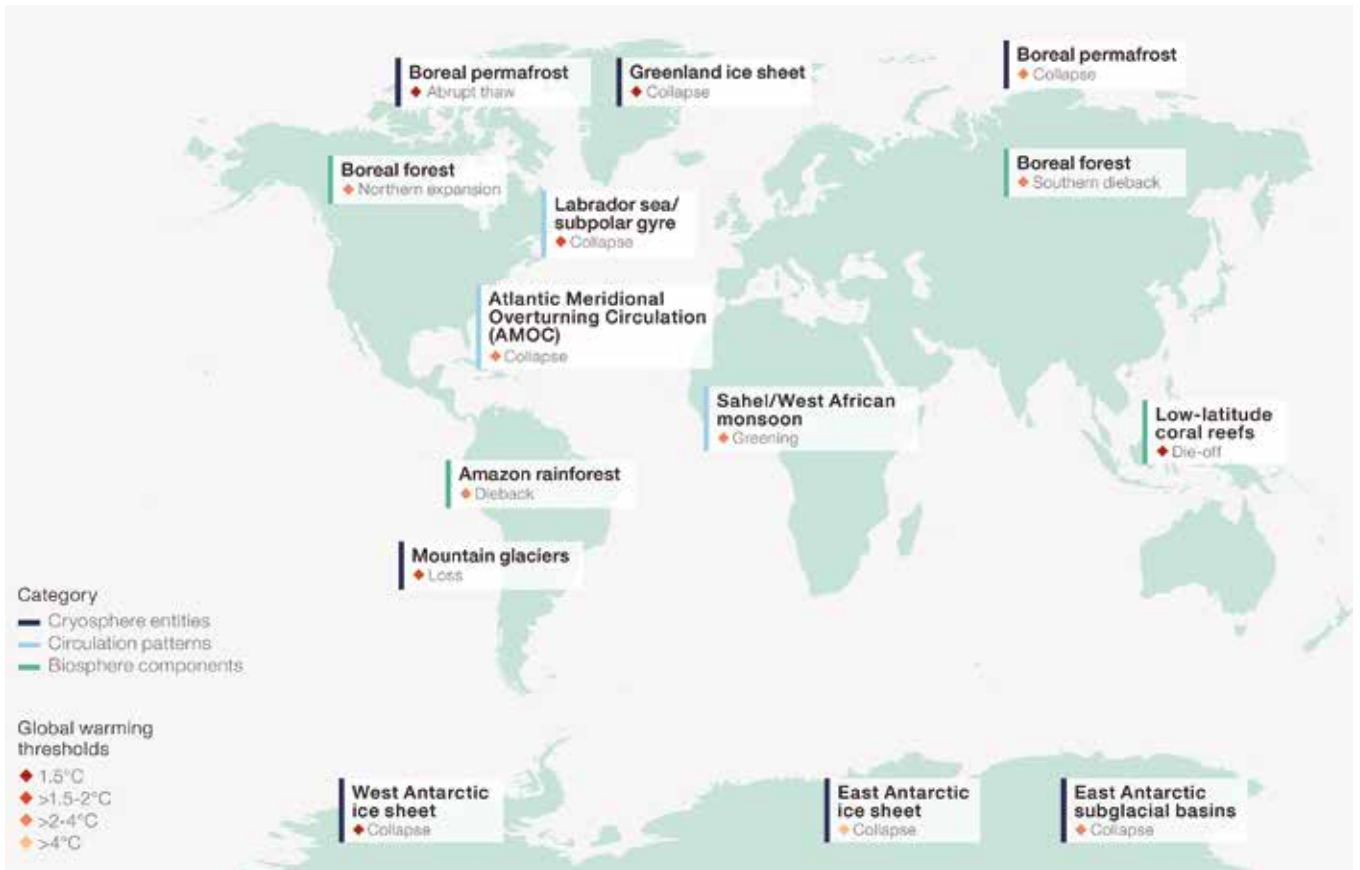 Boreal permafrost
Abrupt thaw
Greenland ice sheet
Collapse
Boreal permafrost
Collapse
Boreal forest
Northern expansion
Boreal forest
Southern dieback
Labrador sea/
subpolar gyre
Collapse
Atlantic Meridional
Overturning Circulation
(AMOC)
Collapse
Sahel/West African
monsoon
Greening
Low-latitude
coral reefs
Die-off
Amazon rainforest
Dieback
Mountain glaciers
Loss
Category
Cryosphere entities
Circulation patterns
Biosphere components
Global warming
thresholds
1.5°C
>1.5-2°C
>2-4°C
>4°C
West Antarctic
ice sheet
Collapse
East Antarctic
ice sheet
Collapse
East Antarctic
subglacial basins
Collapse